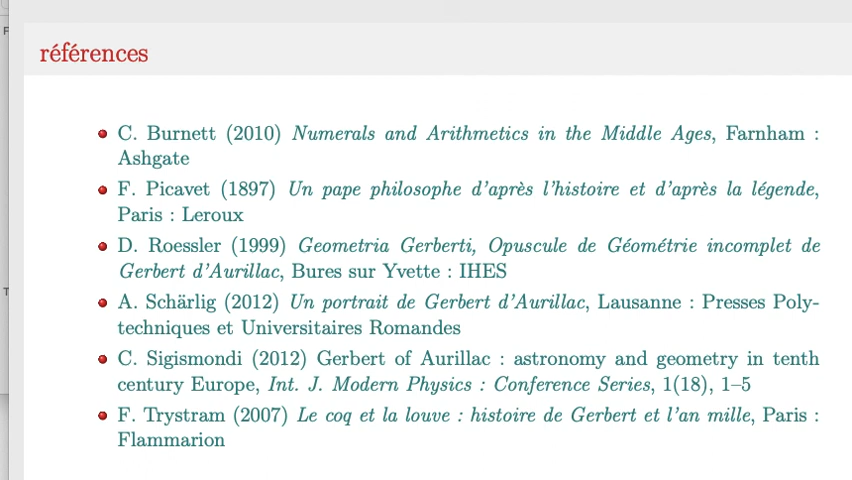 F
références
C. Burnett (2010) Numerals and Arithmetics in the Middle Ages, Farnham :
Ashgate
F. Picavet (1897) Un pape philosophe d'après l'histoire et d'après la légende,
Paris : Leroux
D. Roessler (1999) Geometria Gerberti, Opuscule de Géométrie incomplet de
Gerbert d'Aurillac, Bures sur Yvette : IHES
T
A. Schärlig (2012) Un portrait de Gerbert d'Aurillac, Lausanne : Presses Poly-
techniques et Universitaires Romandes
C. Sigismondi (2012) Gerbert of Aurillac : astronomy and geometry in tenth
century Europe, Int. J. Modern Physics : Conference Series, 1(18), 1–5
F. Trystram (2007) Le coq et la louve : histoire de Gerbert et l'an mille, Paris :
Flammarion